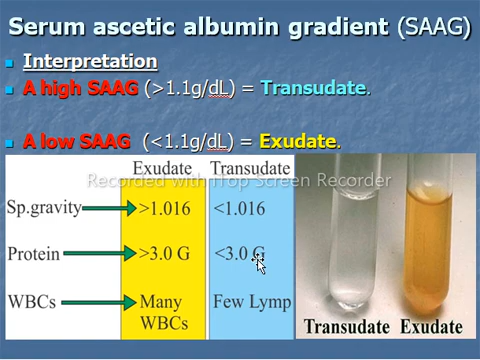 Serum ascetic albumin gradient (SAAG)
Interpretation
A high SAAG (>1.1g/dL) = Transudate.
A low SAAG (<1.1g/dL) = Exudate.
Exudate Transudate
Recorded with iTop Screen Recorder
Sp.gravity >1.016 <1.016
Protein >3.0 G <3.0 G
WBCs Many WBCs Few Lymp
Transudate Exudate